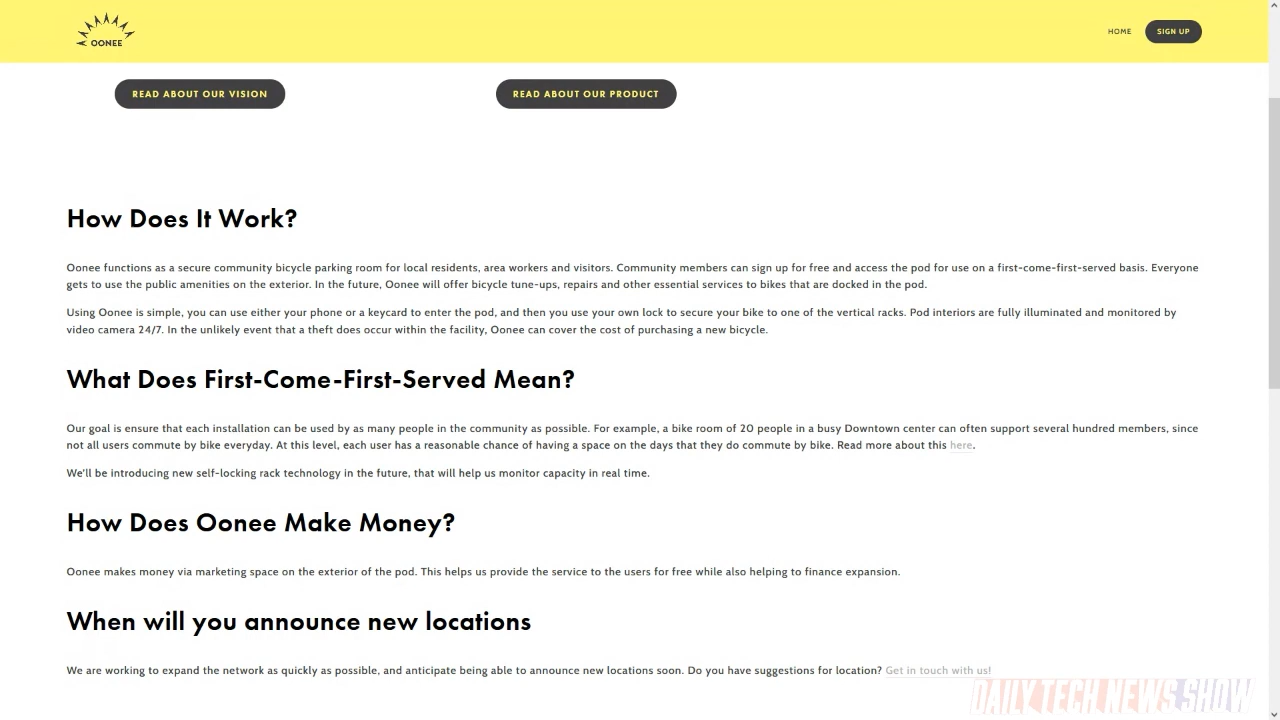 OONEE
HOME
SIGN UP
READ ABOUT OUR VISION
READ ABOUT OUR PRODUCT
How Does It Work?
Oonee functions as a secure community bicycle parking room for local residents, area workers and visitors. Community members can sign up for free and access the pod for use on a first-come-first-served basis. Everyone
gets to use the public amenities on the exterior. In the future, Oonee will offer bicycle tune-ups, repairs and other essential services to bikes that are docked in the pod.
Using Oonee is simple, you can use either your phone or a keycard to enter the pod, and then you use your own lock to secure your bike to one of the vertical racks. Pod interiors are fully illuminated and monitored by
video camera 24/7. In the unlikely event that a theft does occur within the facility, Oonee can cover the cost of purchasing a new bicycle.
What Does First-Come-First-Served Mean?
Our goal is ensure that each installation can be used by as many people in the community as possible. For example, a bike room of 20 people in a busy Downtown center can often support several hundred members, since
not all users commute by bike everyday. At this level, each user has a reasonable chance of having a space on the days that they do commute by bike. Read more about this here.
We'll be introducing new self-locking rack technology in the future, that will help us monitor capacity in real time.
How Does Oonee Make Money?
Oonee makes money via marketing space on the exterior of the pod. This helps us provide the service to the users for free while also helping to finance expansion.
When will you announce new locations
We are working to expand the network as quickly as possible, and anticipate being able to announce new locations soon. Do you have suggestions for location? Get in touch with us!
DAILY TECH NEWS SHOW